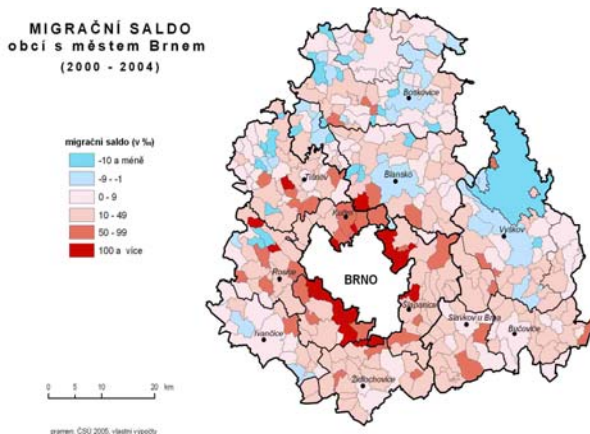 MIGRAČNÍ SALDO
obcí s městem Brnem
(2000 - 2004)
migrační saldo (v ‰)
-10 a méně
-9 - -1
0 - 9
10 - 49
50 - 99
100 a více
Boskovice
Tišnov
Blansko
Kuřim
Vyškov
BRNO
Rosice
Šlapanice
Slavkov u Brna
Bučovice
Ivančice
Židlochovice
0 10 20 km
pramen: ČSÚ 2005, vlastní výpočty